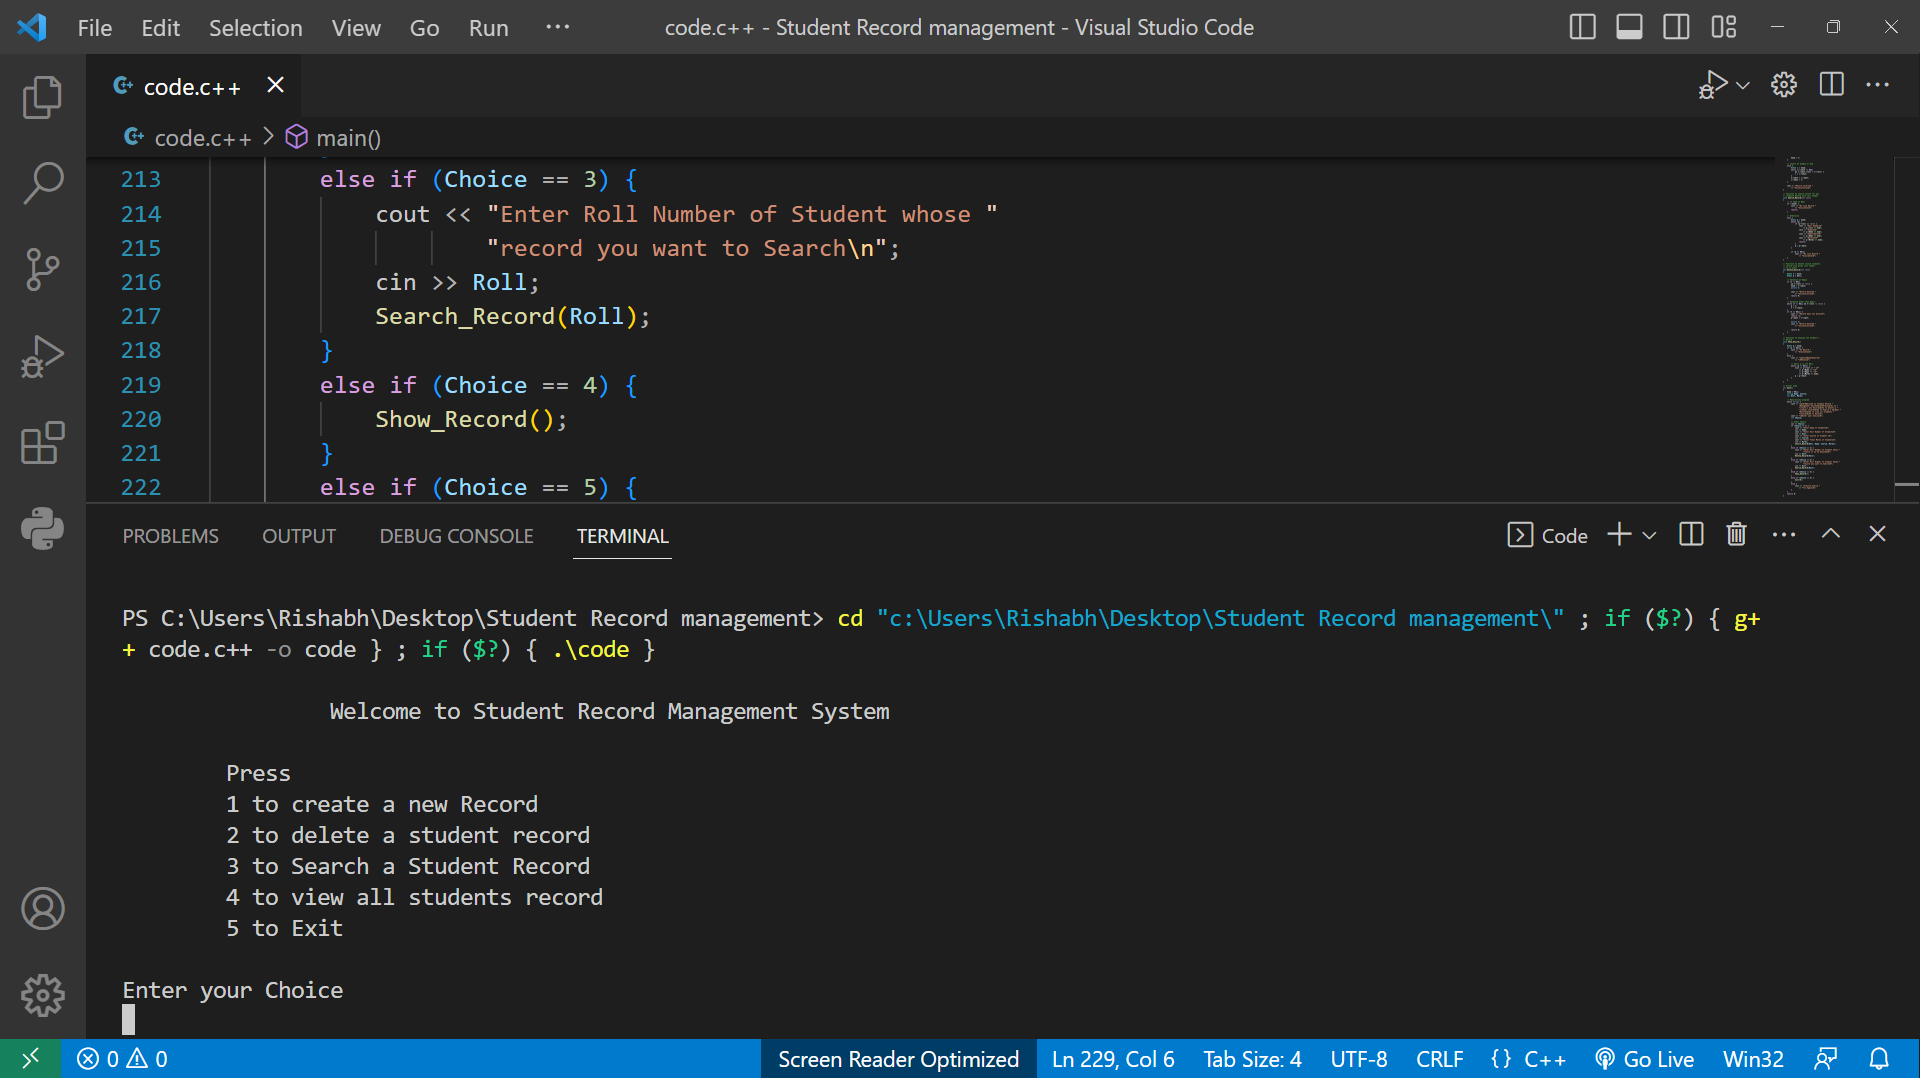 File Edit Selection View Go Run ··· code.c++ - Student Record management - Visual Studio Code
code.c++
code.c++ > main()
213 else if (Choice == 3) {
214 cout << "Enter Roll Number of Student whose "
215 "record you want to Search\n";
216 cin >> Roll;
217 Search_Record(Roll);
218 }
219 else if (Choice == 4) {
220 Show_Record();
221 }
222 else if (Choice == 5) {
PROBLEMS OUTPUT DEBUG CONSOLE TERMINAL Code
PS C:\Users\Rishabh\Desktop\Student Record management> cd "c:\Users\Rishabh\Desktop\Student Record management\" ; if ($?) { g+
+ code.c++ -o code } ; if ($?) { .\code }
Welcome to Student Record Management System
Press
1 to create a new Record
2 to delete a student record
3 to Search a Student Record
4 to view all students record
5 to Exit
Enter your Choice
0 0 Screen Reader Optimized Ln 229, Col 6 Tab Size: 4 UTF-8 CRLF {} C++ Go Live Win32